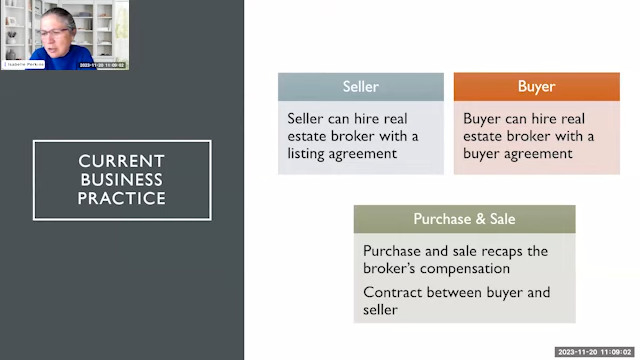 Isabelle Perkins
2023-11-20 11:09:02
CURRENT
BUSINESS
PRACTICE
Seller
Seller can hire real
estate broker with a
listing agreement
Buyer
Buyer can hire real
estate broker with a
buyer agreement
Purchase & Sale
Purchase and sale recaps the
broker's compensation
Contract between buyer and
seller
2023-11-20 11:09:02